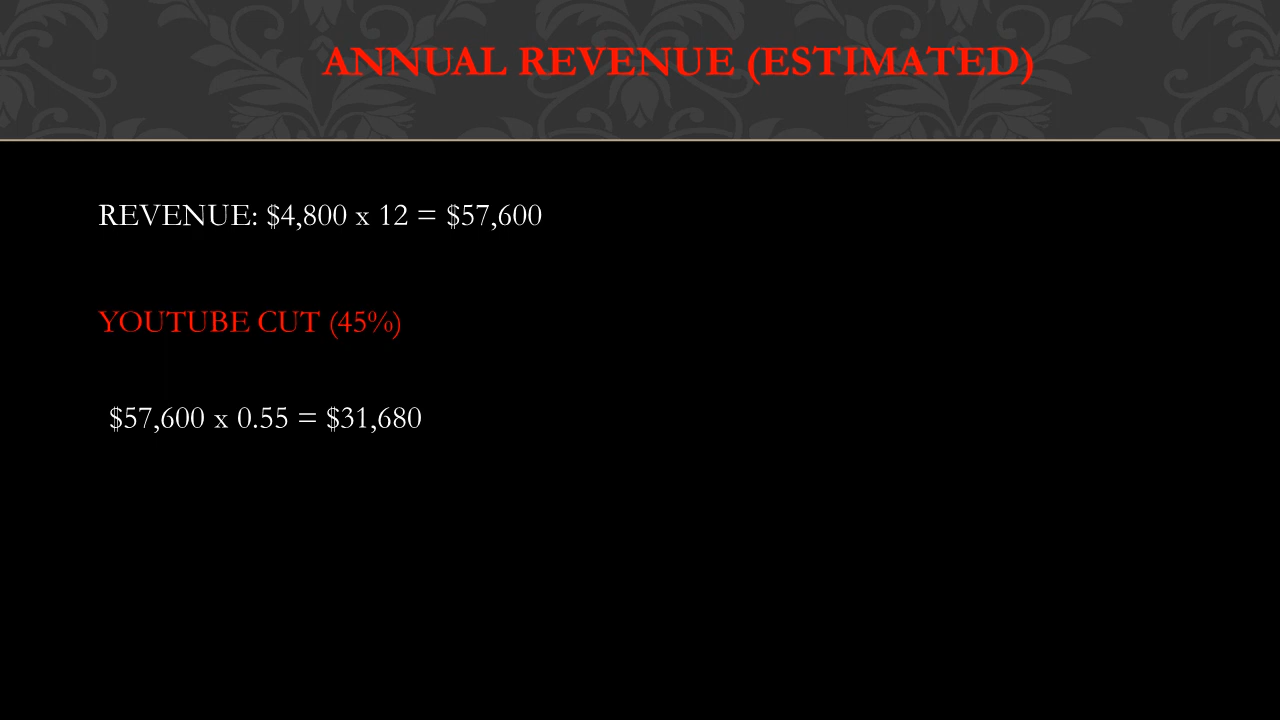 ANNUAL REVENUE (ESTIMATED)
REVENUE: $4,800 x 12 = $57,600
YOUTUBE CUT (45%)
$57,600 x 0.55 = $31,680